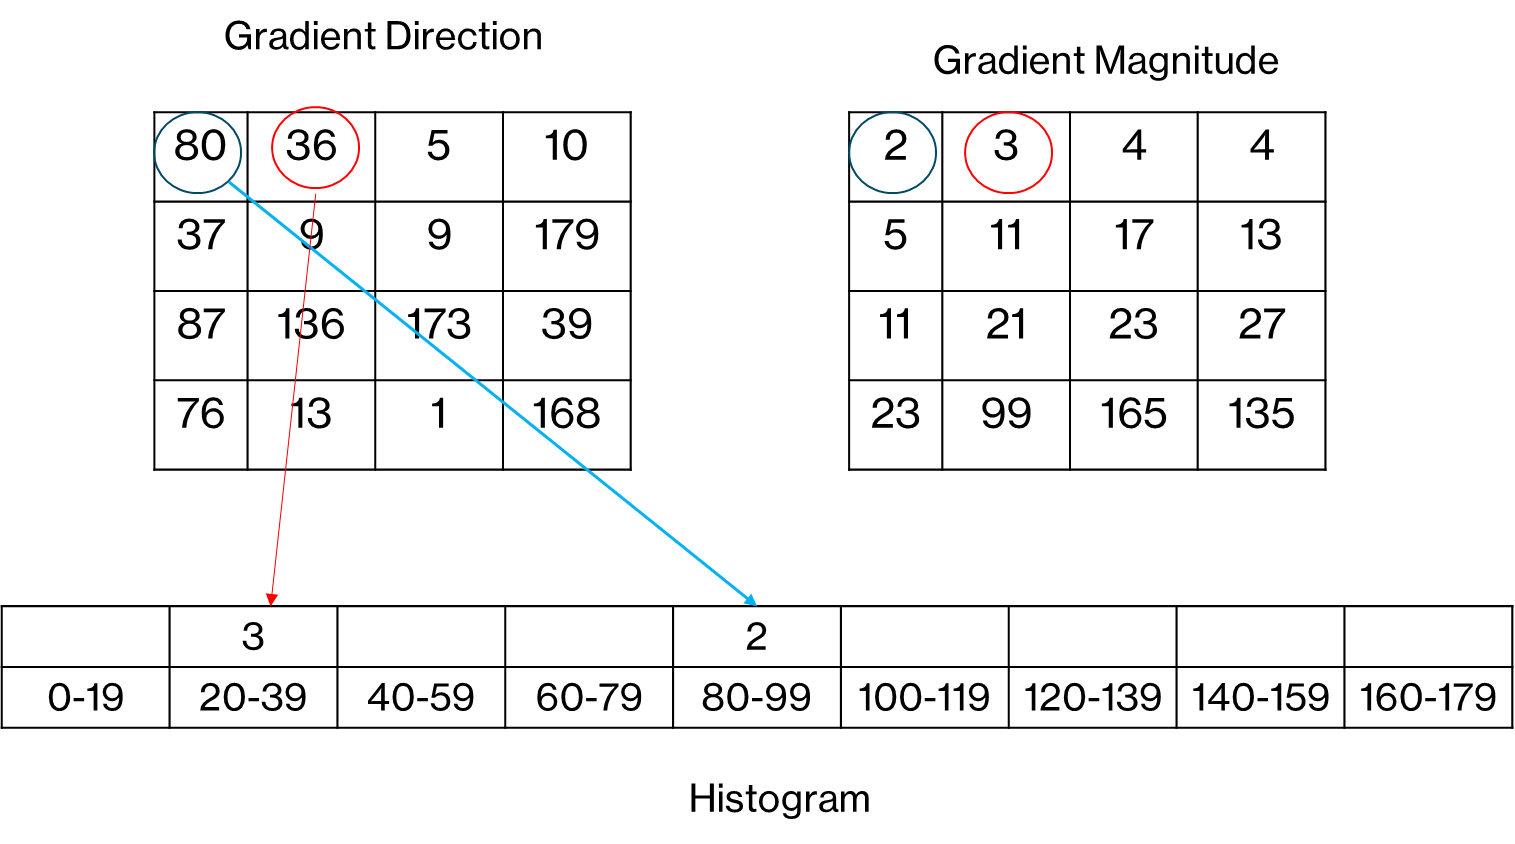 Gradient Direction
Gradient Magnitude
80 36 5 10
37 9 9 179
87 136 173 39
76 13 1 168
2 3 4 4
5 11 17 13
11 21 23 27
23 99 165 135
3 2
0-19 20-39 40-59 60-79 80-99 100-119 120-139 140-159 160-179
Histogram